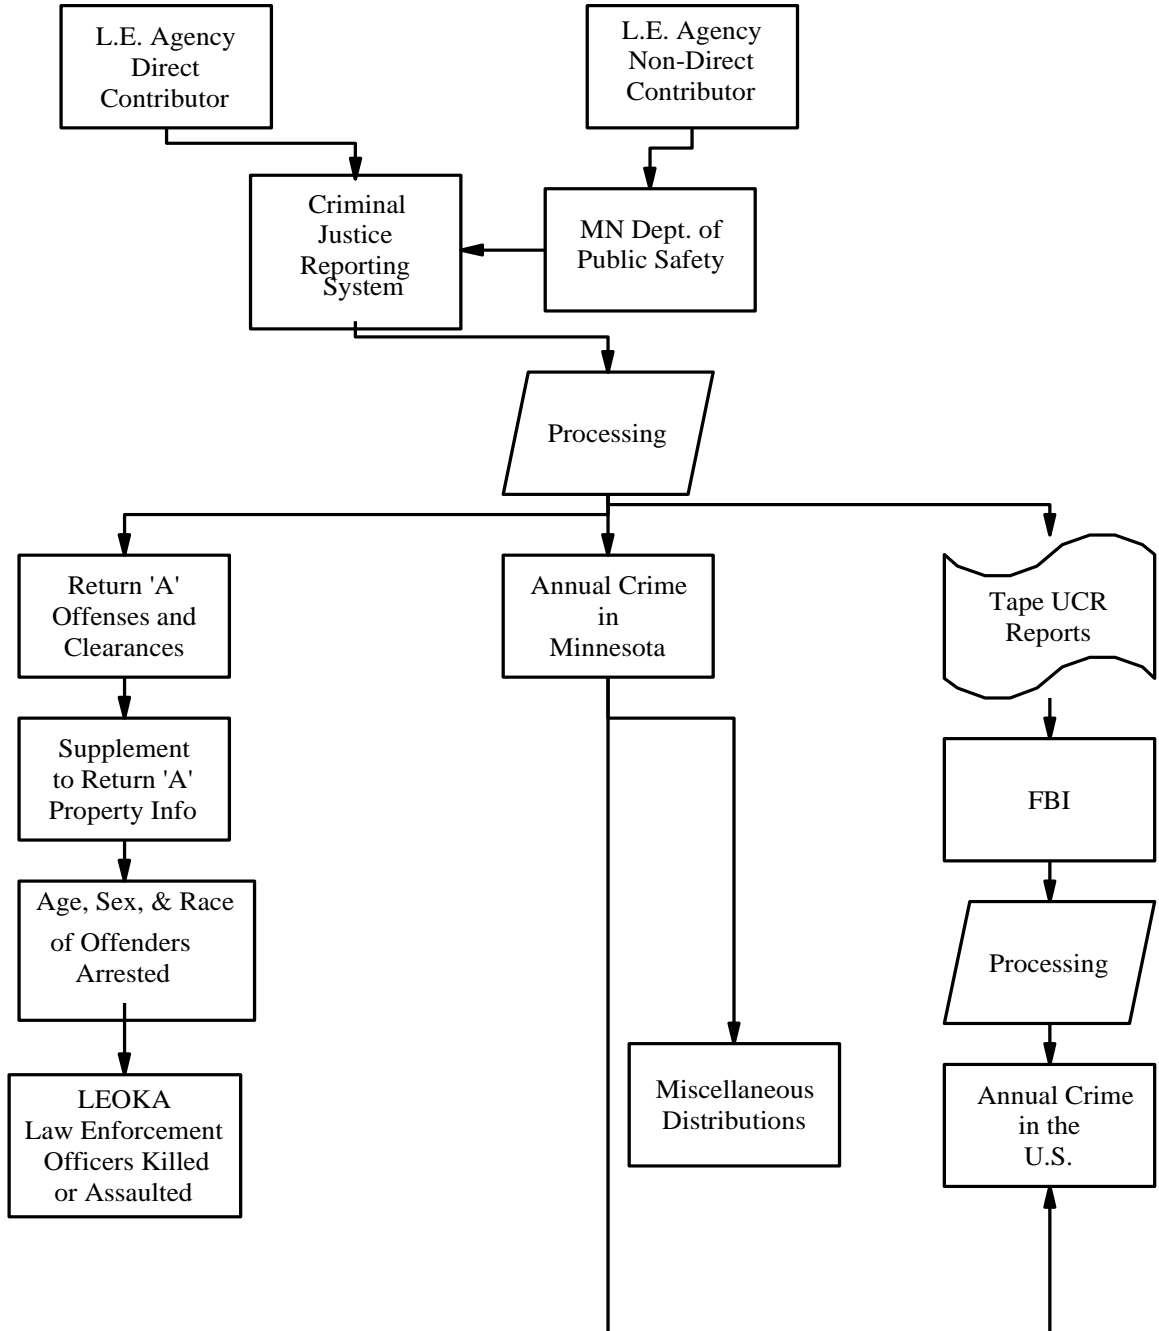 L.E. Agency
Direct
Contributor
L.E. Agency
Non-Direct
Contributor
Criminal
Justice
Reporting
System
MN Dept. of
Public Safety
Processing
Return 'A'
Offenses and
Clearances
Annual Crime
in
Minnesota
Tape UCR
Reports
Supplement
to Return 'A'
Property Info
FBI
Age, Sex, & Race
of Offenders
Arrested
Processing
LEOKA
Law Enforcement
Officers Killed
or Assaulted
Miscellaneous
Distributions
Annual Crime
in the
U.S.